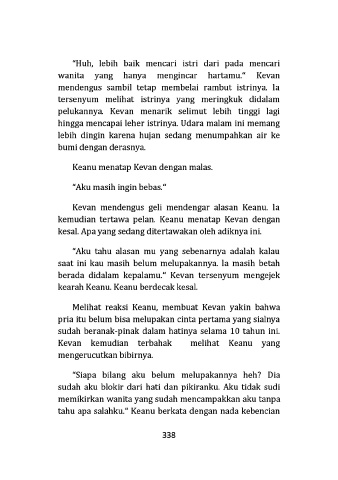 "Huh, lebih baik mencari istri dari pada mencari
wanita yang hanya mengincar hartamu." Kevan
mendengus sambil tetap membelai rambut istrinya. Ia
tersenyum melihat istrinya yang meringkuk didalam
pelukannya. Kevan menarik selimut lebih tinggi lagi
hingga mencapai leher istrinya. Udara malam ini memang
lebih dingin karena hujan sedang menumpahkan air ke
bumi dengan derasnya.
Keanu menatap Kevan dengan malas.
"Aku masih ingin bebas."
Kevan mendengus geli mendengar alasan Keanu. Ia
kemudian tertawa pelan. Keanu menatap Kevan dengan
kesal. Apa yang sedang ditertawakan oleh adiknya ini.
"Aku tahu alasan mu yang sebenarnya adalah kalau
saat ini kau masih belum melupakannya. Ia masih betah
berada didalam kepalamu." Kevan tersenyum mengejek
kearah Keanu. Keanu berdecak kesal.
Melihat reaksi Keanu, membuat Kevan yakin bahwa
pria itu belum bisa melupakan cinta pertama yang sialnya
sudah beranak-pinak dalam hatinya selama 10 tahun ini.
Kevan kemudian terbahak melihat Keanu yang
mengerucutkan bibirnya.
"Siapa bilang aku belum melupakannya heh? Dia
sudah aku blokir dari hati dan pikiranku. Aku tidak sudi
memikirkan wanita yang sudah mencampakkan aku tanpa
tahu apa salahku." Keanu berkata dengan nada kebencian
338